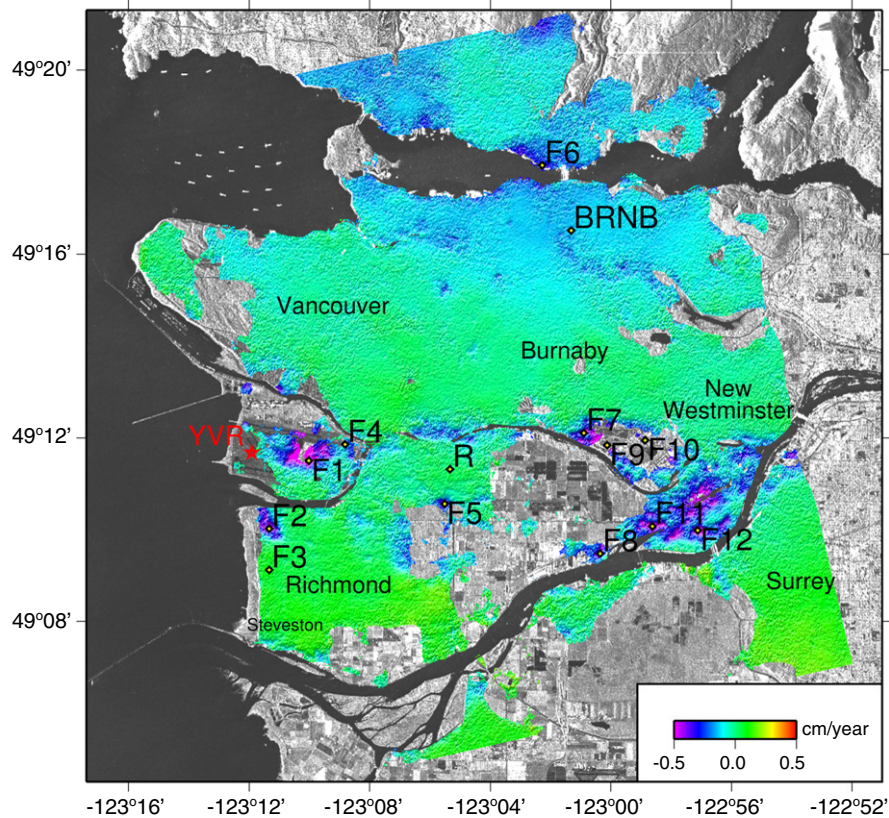 49°20'
F6
BRNB
49°16'
Vancouver
Burnaby
New
Westminster
49°12'
YVR
F4
F7
F1
R
F9
F10
F2
F5
F11
F12
F3
F8
Richmond
Surrey
49°08'
Steveston
cm/year
-0.5 0.0 0.5
-123°16' -123°12' -123°08' -123°04' -123°00' -122°56' -122°52'